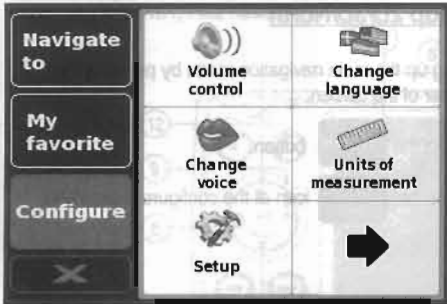 Navigate
to
My
favorite
Configure
Volume
control
Change
language
Change
voice
Units of
measurement
Setup